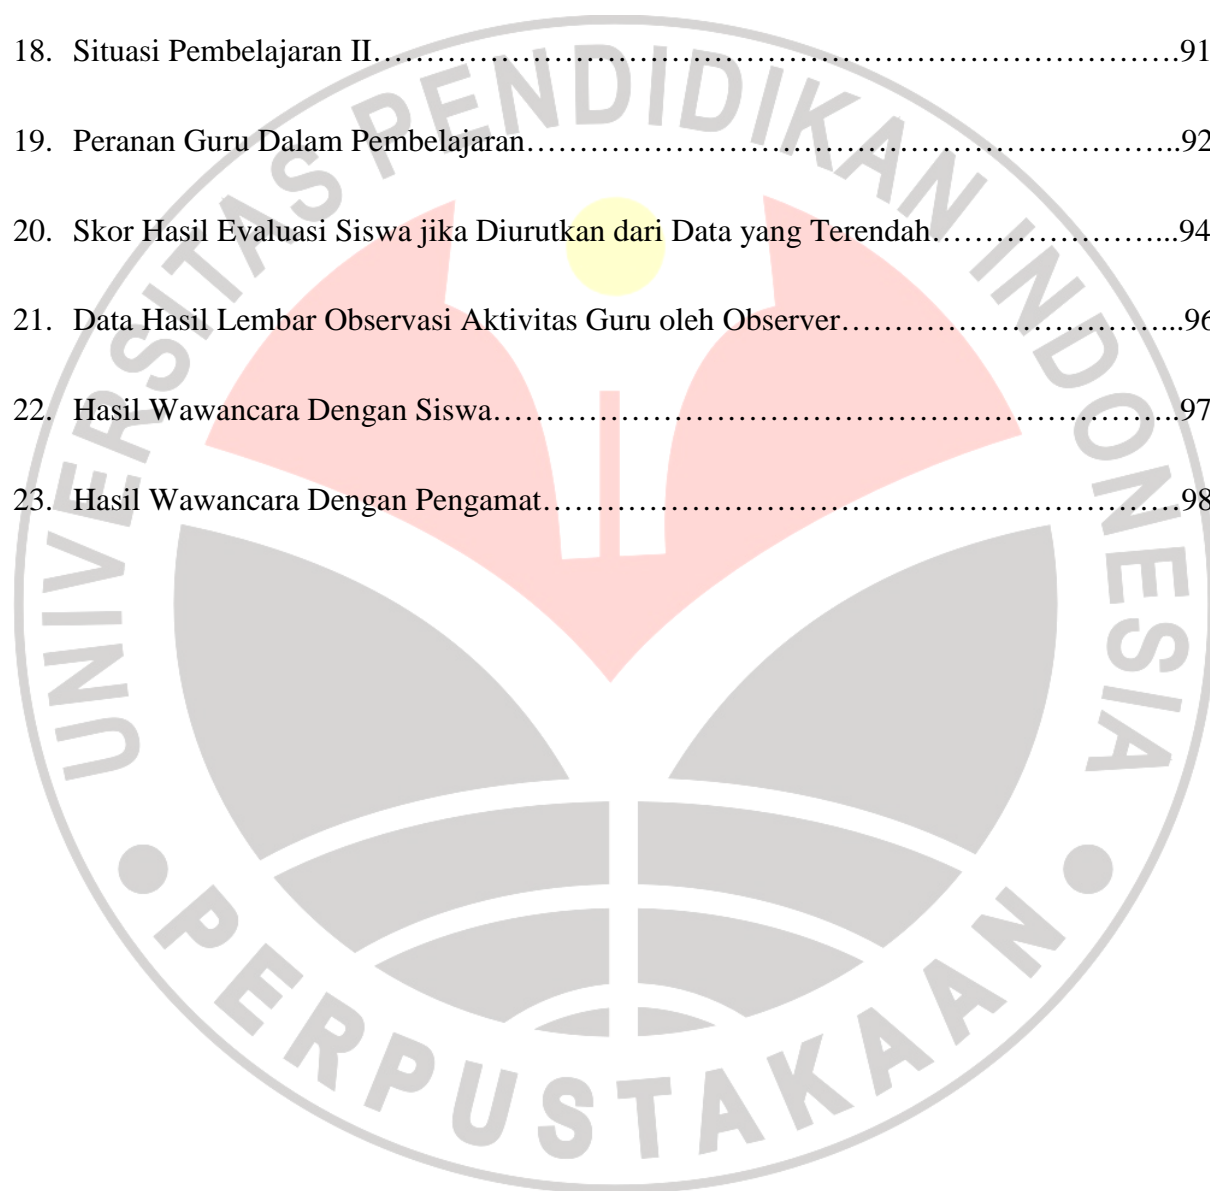 18. Situasi Pembelajaran II……………………………………………………………………91
19. Peranan Guru Dalam Pembelajaran………………………………………………………..92
20. Skor Hasil Evaluasi Siswa jika Diurutkan dari Data yang Terendah…………………...94
21. Data Hasil Lembar Observasi Aktivitas Guru oleh Observer…………………………...96
22. Hasil Wawancara Dengan Siswa…………………………………………………………..97
23. Hasil Wawancara Dengan Pengamat………………………………………………………98
UNIVERSITAS PENDIDIKAN INDONESIA
PERPUSTAKAAN